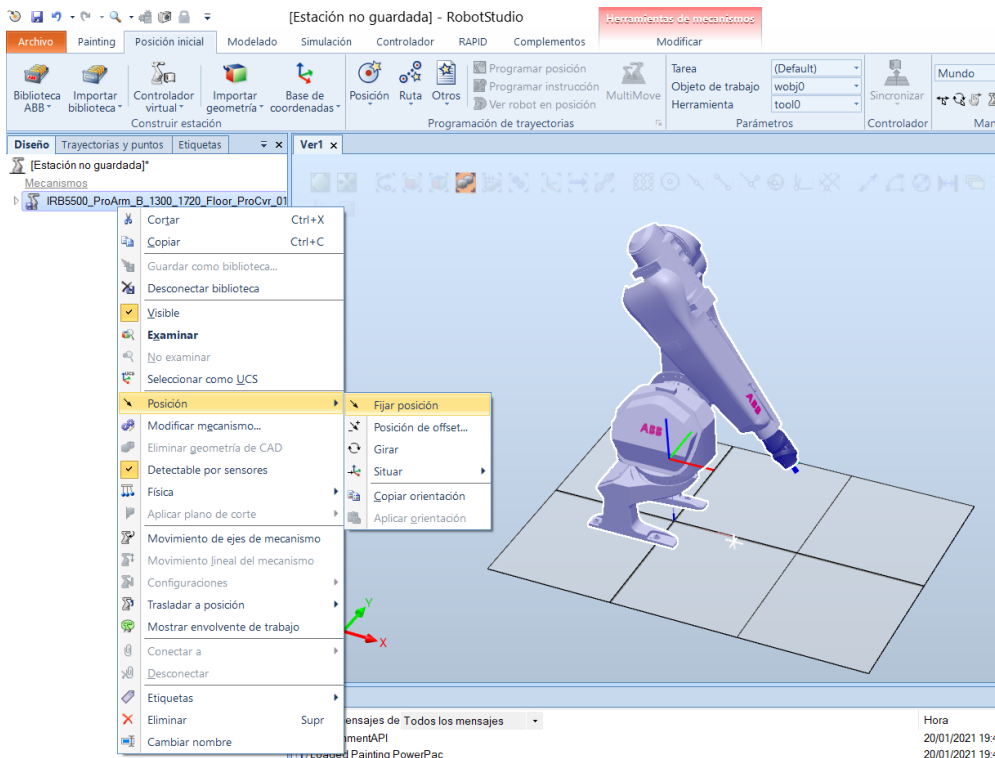 [Estación no guardada] - RobotStudio
Herramientas de mecanismos
Archivo Painting Posición inicial Modelado Simulación Controlador RAPID Complementos Modificar
Biblioteca ABB
Importar biblioteca
Controlador virtual
Importar geometría
Base de coordenadas
Construir estación
Posición
Ruta
Otros
Programar posición
Programar instrucción
Ver robot en posición
MultiMove
Programación de trayectorias
Tarea (Default)
Objeto de trabajo wobj0
Herramienta tool0
Parámetros
Sincronizar
Controlador
Mundo
Man
Diseño Trayectorias y puntos Etiquetas
Ver1
[Estación no guardada]*
Mecanismos
IRB5500_ProArm_B_1300_1720_Floor_ProCvr_01
Cortar Ctrl+X
Copiar Ctrl+C
Guardar como biblioteca...
Desconectar biblioteca
Visible
Examinar
No examinar
Seleccionar como UCS
Posición
Modificar mecanismo...
Eliminar geometría de CAD
Detectable por sensores
Física
Aplicar plano de corte
Movimiento de ejes de mecanismo
Movimiento lineal del mecanismo
Configuraciones
Trasladar a posición
Mostrar envolvente de trabajo
Conectar a
Desconectar
Etiquetas
Eliminar Supr
Cambiar nombre
Fijar posición
Posición de offset...
Girar
Situar
Copiar orientación
Aplicar orientación
ABB
ABB
Y
X
ensajes de Todos los mensajes
Hora
nmentAPI 20/01/2021 19:4
Loaded Painting PowerPac 20/01/2021 19:4